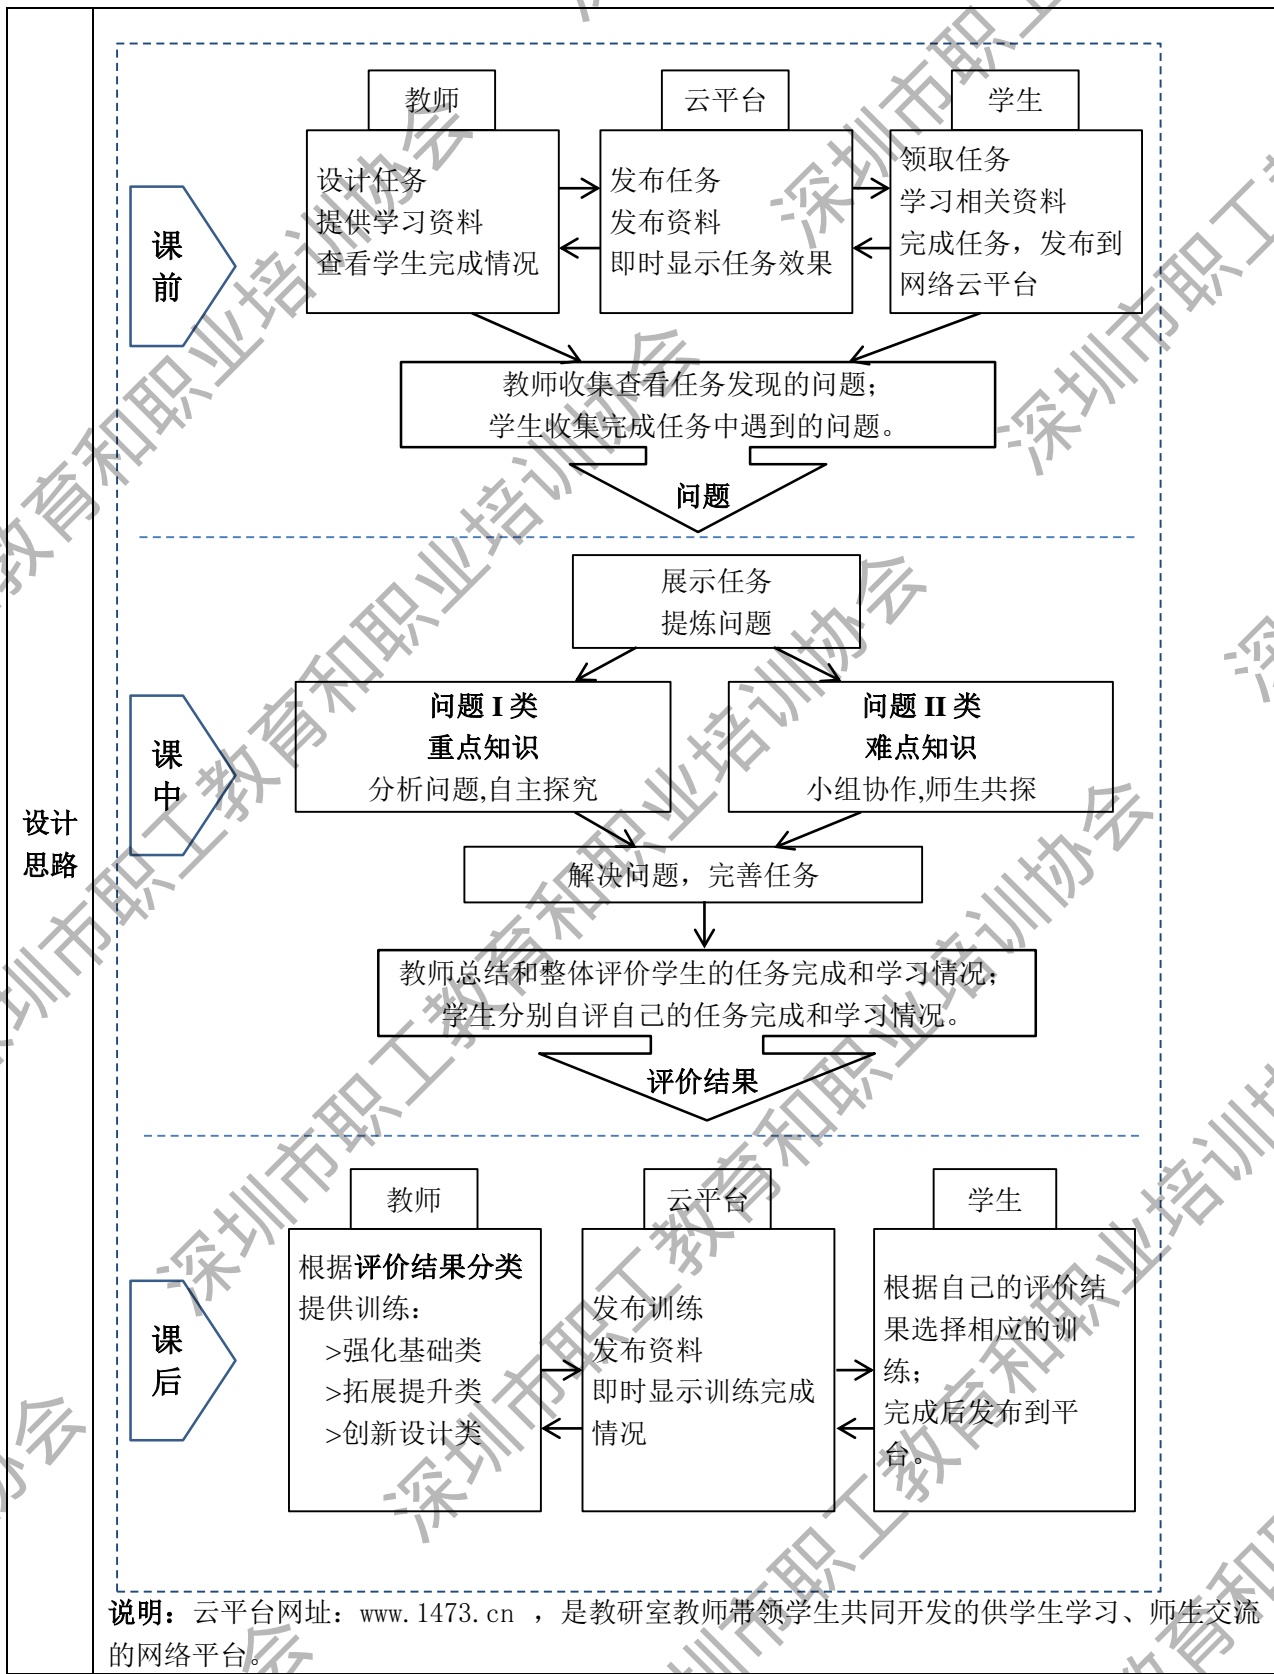 设计
思路
课
前
教师
设计任务
提供学习资料
查看学生完成情况
云平台
发布任务
发布资料
即时显示任务效果
学生
领取任务
学习相关资料
完成任务，发布到
网络云平台
教师收集查看任务发现的问题；
学生收集完成任务中遇到的问题。
问题
课
中
展示任务
提炼问题
问题 I 类
重点知识
分析问题,自主探究
问题 II 类
难点知识
小组协作,师生共探
解决问题，完善任务
教师总结和整体评价学生的任务完成和学习情况；
学生分别自评自己的任务完成和学习情况。
评价结果
课
后
教师
根据评价结果分类
提供训练：
>强化基础类
>拓展提升类
>创新设计类
云平台
发布训练
发布资料
即时显示训练完成
情况
学生
根据自己的评价结
果选择相应的训
练；
完成后发布到平
台。
说明：云平台网址：www.1473.cn ，是教研室教师带领学生共同开发的供学生学习、师生交流
的网络平台。
深圳市职工教育和职业培训协会